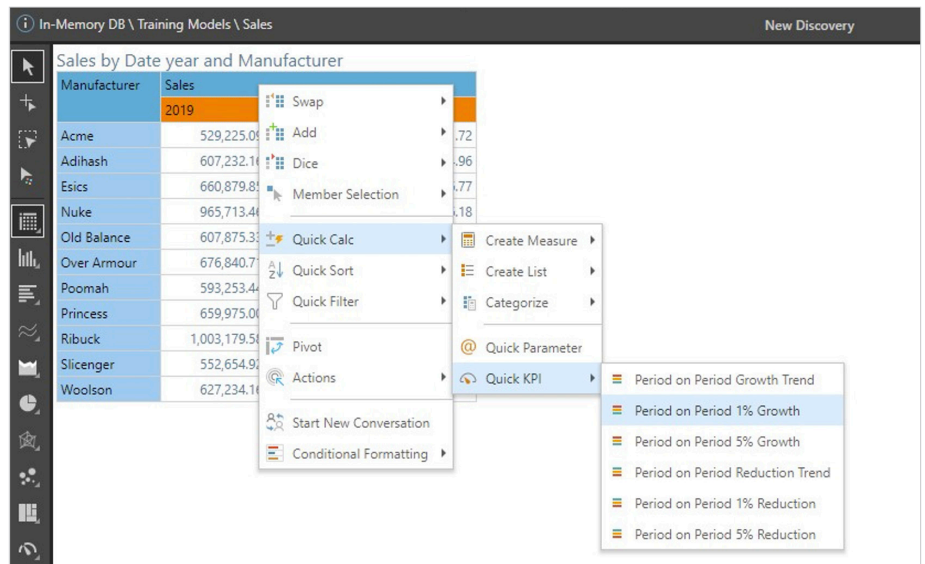 In-Memory DB \ Training Models \ Sales
New Discovery
Sales by Date year and Manufacturer
Manufacturer Sales
2019
Acme 529,225.09 .72
Adihash 607,232.16 .96
Esics 660,879.85 .77
Nuke 965,713.46 .18
Old Balance 607,875.33
Over Armour 676,840.71
Poomah 593,253.44
Princess 659,975.00
Ribuck 1,003,179.58
Slicenger 552,654.92
Woolson 627,234.16
Swap
Add
Dice
Member Selection
Quick Calc
Quick Sort
Quick Filter
Pivot
Actions
Start New Conversation
Conditional Formatting
Create Measure
Create List
Categorize
Quick Parameter
Quick KPI
Period on Period Growth Trend
Period on Period 1% Growth
Period on Period 5% Growth
Period on Period Reduction Trend
Period on Period 1% Reduction
Period on Period 5% Reduction